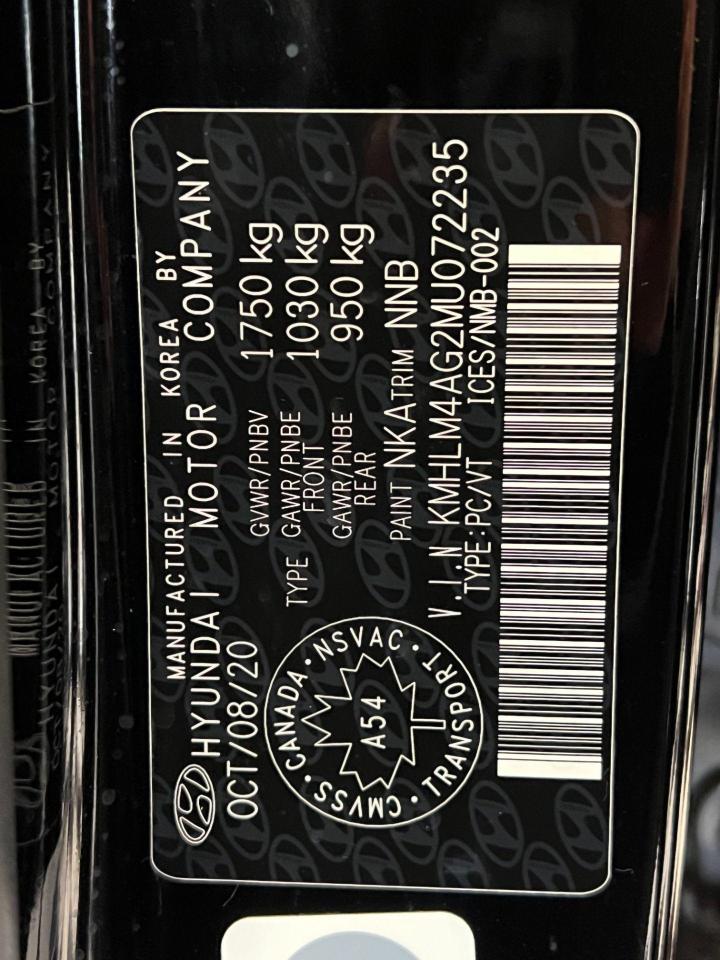 MANUFACTURED IN KOREA BY
HYUNDAI MOTOR COMPANY
OCT/08/20
GVWR/PNBV 1750 kg
TYPE GAWR/PNBE FRONT 1030 kg
GAWR/PNBE REAR 950 kg
PAINT NKA TRIM NNB
V.I.N KMHLM4AG2MU072235
TYPE:PC/VT ICES/NMB-002
CANADA · NSVAC · TRANSPORT · CMVSS ·
A54